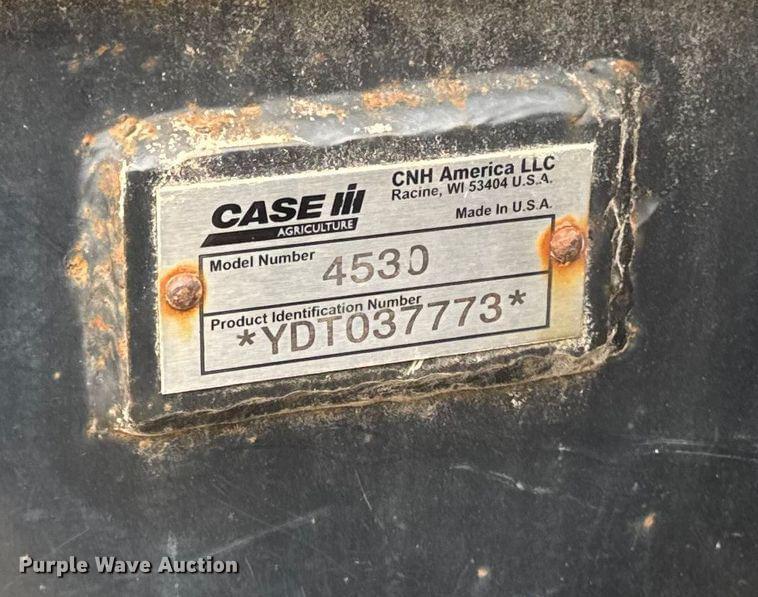 CNH America LLC
Racine, WI 53404 U.S.A.
Made In U.S.A.
CASE IH
AGRICULTURE
Model Number 4530
Product Identification Number
*YDT037773*
Purple Wave Auction